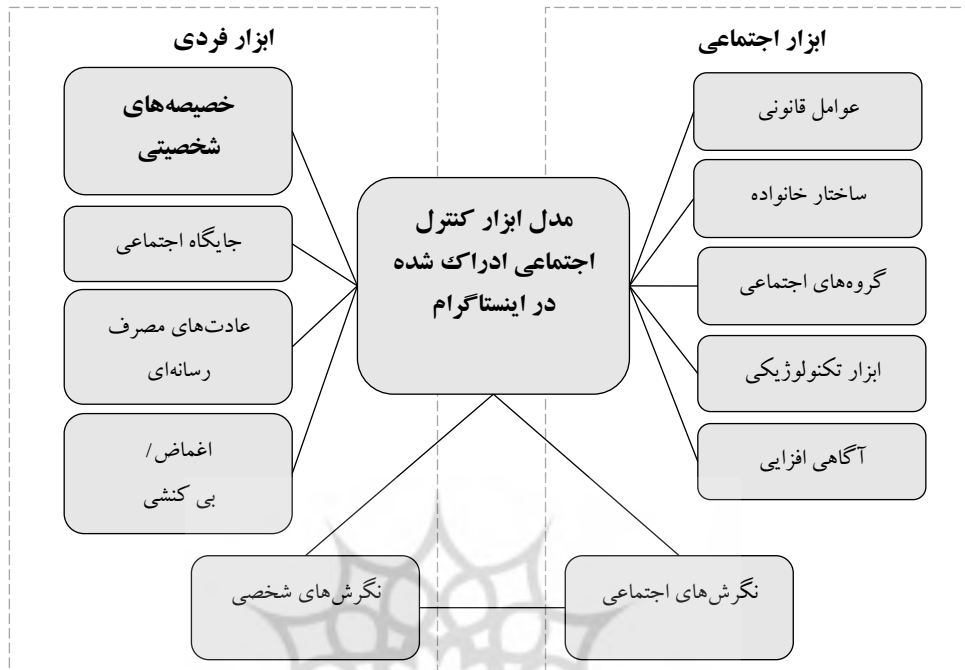 ابزار اجتماعی
عوامل قانونی
ساختار خانواده
گروه‌های اجتماعی
ابزار تکنولوژیکی
آگاهی افزایی
مدل ابزار کنترل
اجتماعی ادراک شده
در اینستاگرام
ابزار فردی
خصیصه‌های
شخصیتی
جایگاه اجتماعی
عادت‌های مصرف
رسانه‌ای
اغماض/
بی کنشی
نگرش‌های اجتماعی
نگرش‌های شخصی